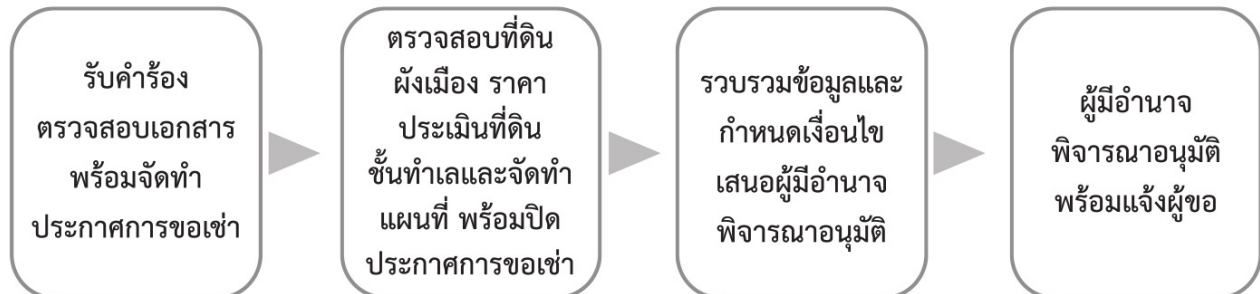 รับคำร้อง
ตรวจสอบเอกสาร
พร้อมจัดทำ
ประกาศการขอเช่า
ตรวจสอบที่ดิน
ผังเมือง ราคา
ประเมินที่ดิน
ชั้นทำเลและจัดทำ
แผนที่ พร้อมปิด
ประกาศการขอเช่า
รวบรวมข้อมูลและ
กำหนดเงื่อนไข
เสนอผู้มีอำนาจ
พิจารณาอนุมัติ
ผู้มีอำนาจ
พิจารณาอนุมัติ
พร้อมแจ้งผู้ขอ